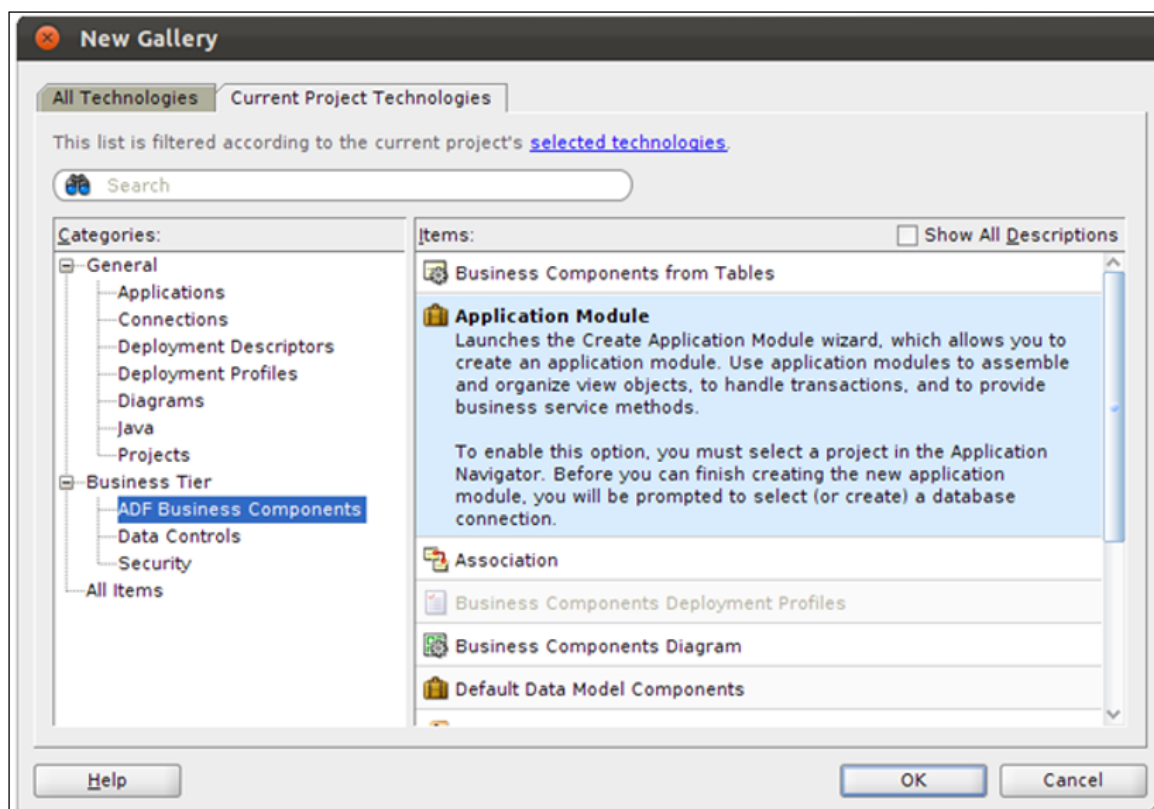 New Gallery
All Technologies
Current Project Technologies
This list is filtered according to the current project's selected technologies.
Search
Categories:
General
Applications
Connections
Deployment Descriptors
Deployment Profiles
Diagrams
Java
Projects
Business Tier
ADF Business Components
Data Controls
Security
All Items
Items:
Show All Descriptions
Business Components from Tables
Application Module
Launches the Create Application Module wizard, which allows you to
create an application module. Use application modules to assemble
and organize view objects, to handle transactions, and to provide
business service methods.
To enable this option, you must select a project in the Application
Navigator. Before you can finish creating the new application
module, you will be prompted to select (or create) a database
connection.
Association
Business Components Deployment Profiles
Business Components Diagram
Default Data Model Components
Help
OK
Cancel